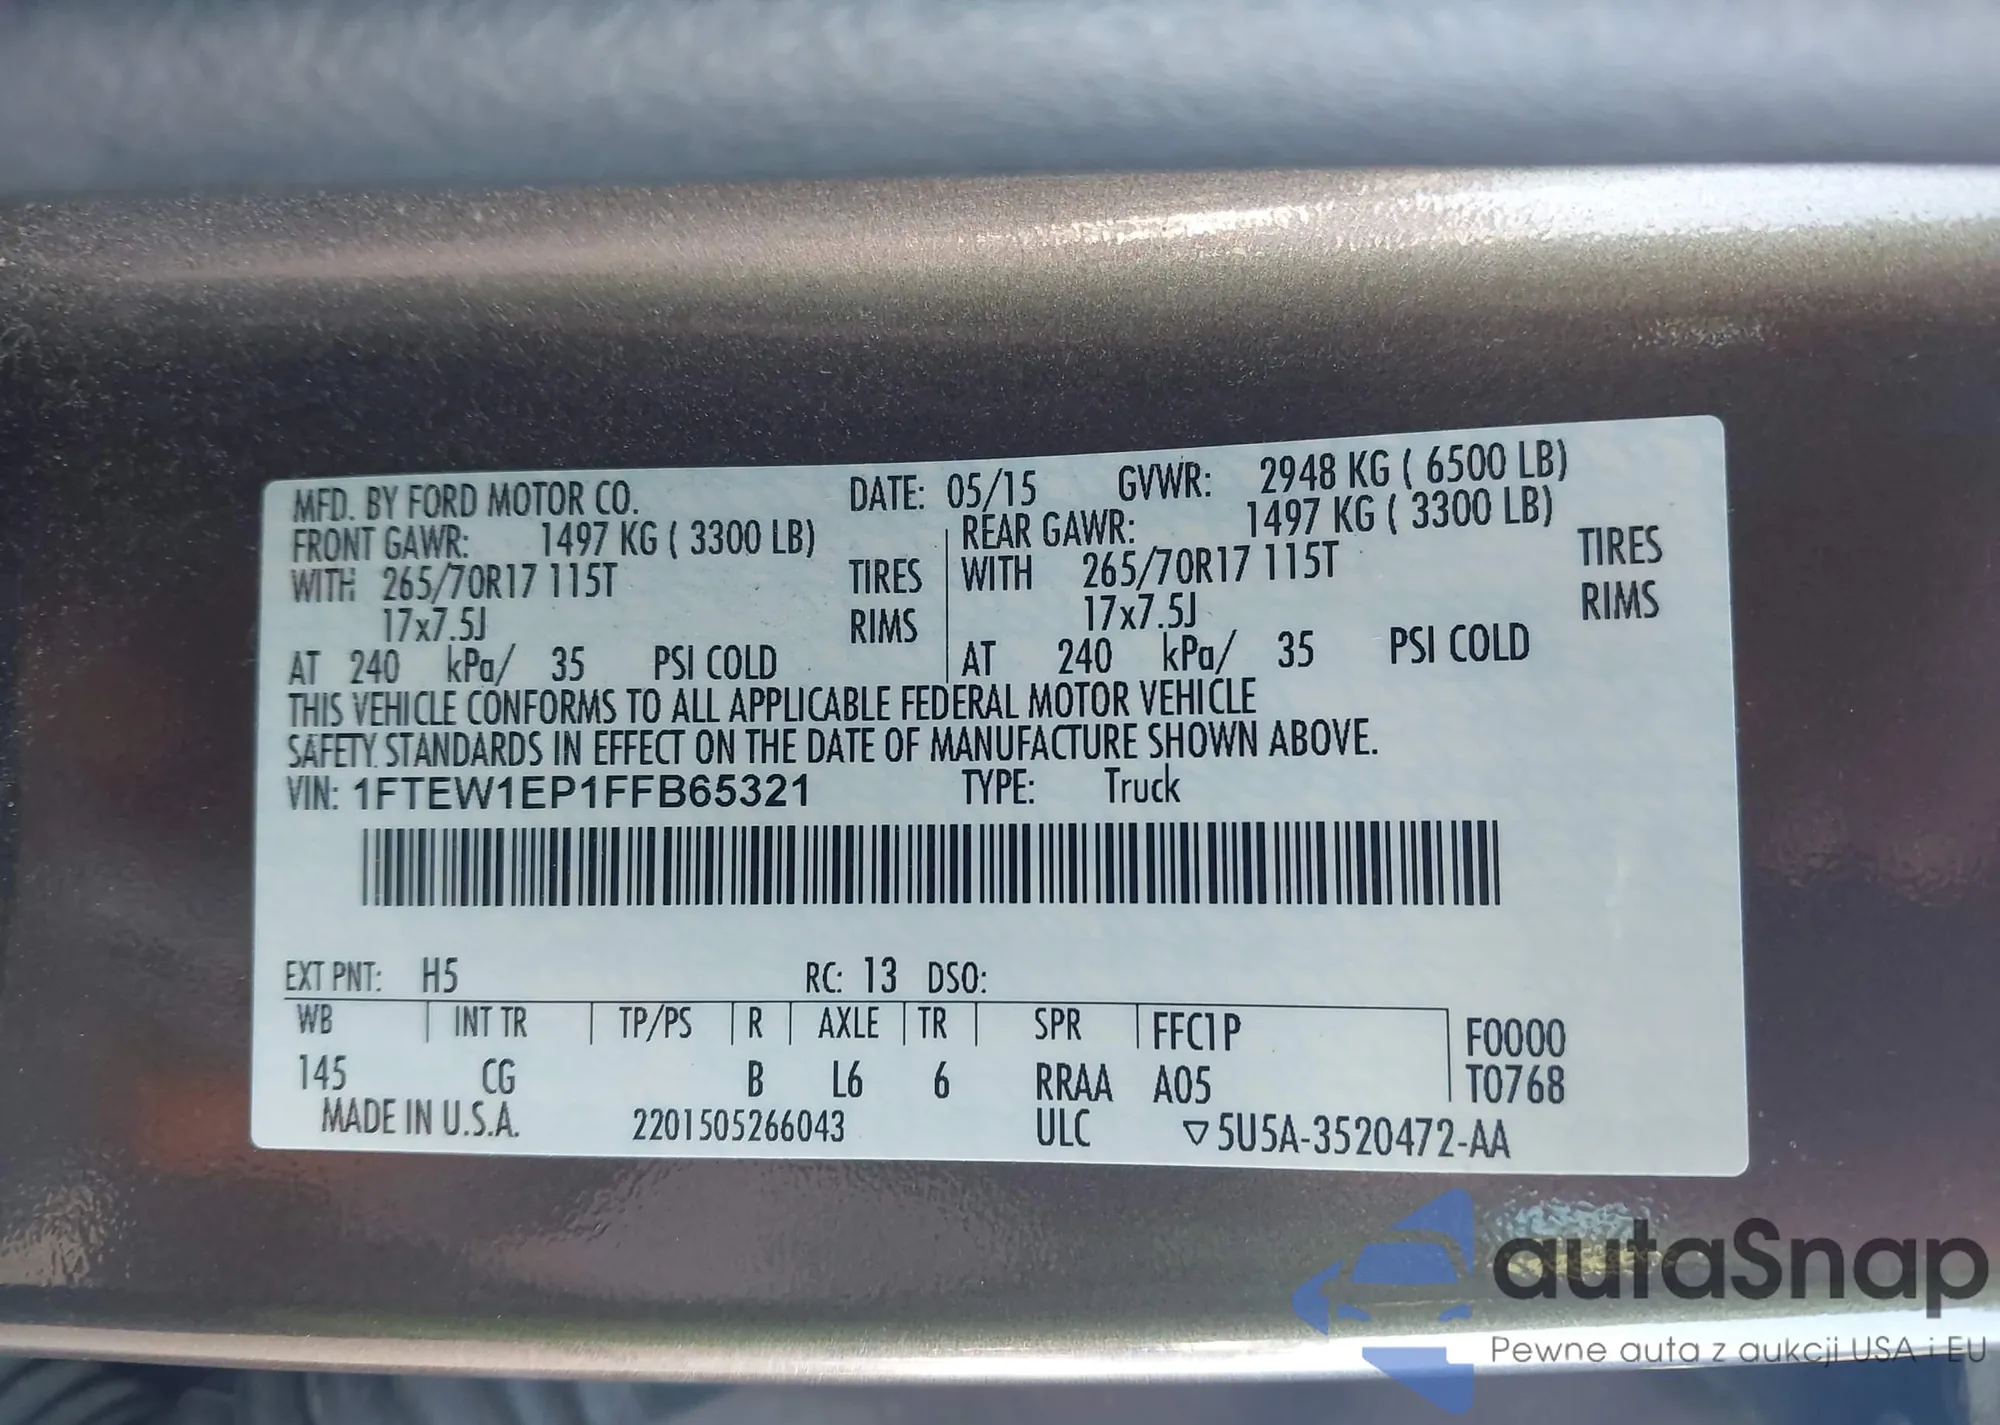 MFD. BY FORD MOTOR CO. DATE: 05/15 GVWR: 2948 KG ( 6500 LB)
FRONT GAWR: 1497 KG ( 3300 LB) REAR GAWR: 1497 KG ( 3300 LB)
WITH 265/70R17 115T TIRES WITH 265/70R17 115T TIRES
17x7.5J RIMS 17x7.5J RIMS
AT 240 kPa/ 35 PSI COLD AT 240 kPa/ 35 PSI COLD
THIS VEHICLE CONFORMS TO ALL APPLICABLE FEDERAL MOTOR VEHICLE
SAFETY STANDARDS IN EFFECT ON THE DATE OF MANUFACTURE SHOWN ABOVE.
VIN: 1FTEW1EP1FFB65321 TYPE: Truck
EXT PNT: H5 RC: 13 DSO:
WB INT TR TP/PS R AXLE TR SPR FFC1P F0000
145 CG B L6 6 RRAA A05 T0768
MADE IN U.S.A. 2201505266043 ULC ▽5U5A-3520472-AA
autaSnap
Pewne auta z aukcji USA i EU